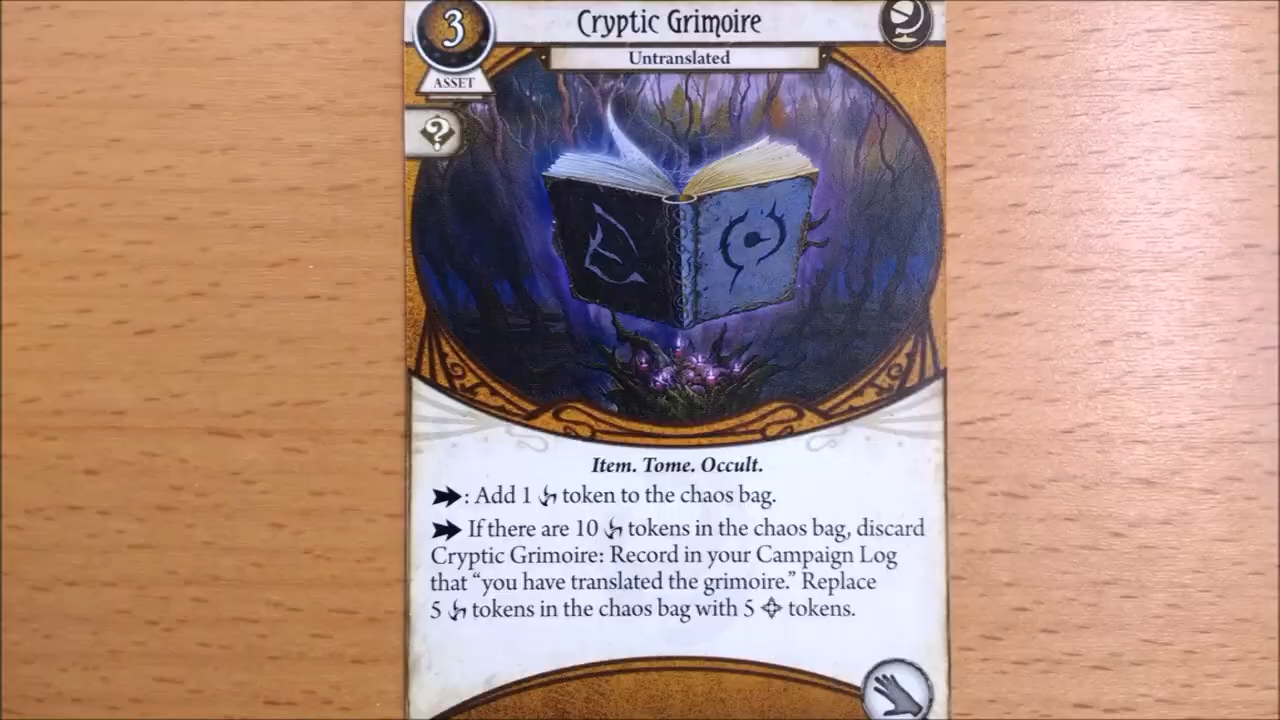 3
Cryptic Grimoire
Untranslated
ASSET
?
Item. Tome. Occult.
: Add 1 token to the chaos bag.
If there are 10 tokens in the chaos bag, discard
Cryptic Grimoire: Record in your Campaign Log
that “you have translated the grimoire.” Replace
5 tokens in the chaos bag with 5 tokens.